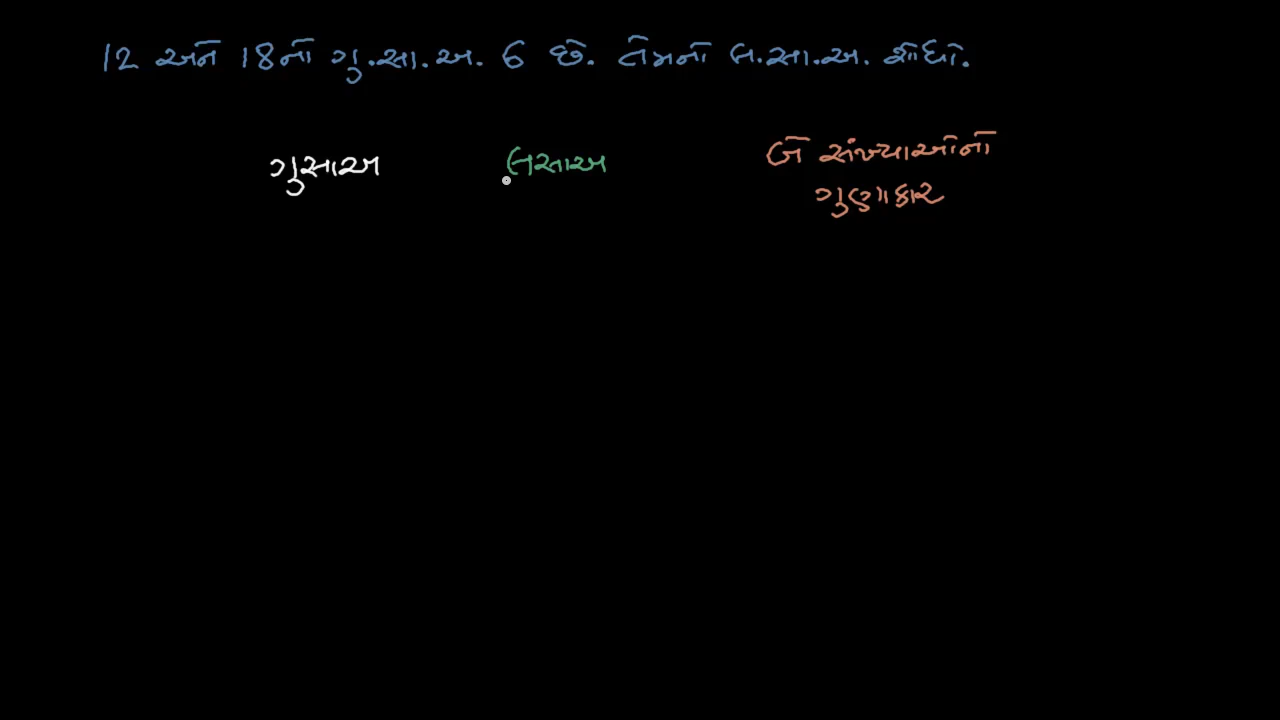 12 અને 18નો ગુ.સા.અ. 6 છે. તેમનો લ.સા.અ. શોધો.
ગુસાઅ
લસાઅ
બે સંખ્યાઓનો
ગુણાકાર